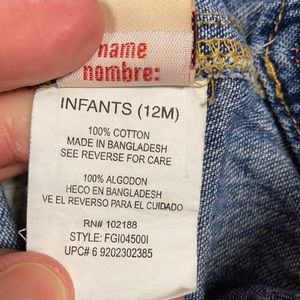 name
nombre:
INFANTS (12M)
100% COTTON
MADE IN BANGLADESH
SEE REVERSE FOR CARE
100% ALGODON
HECO EN BANGLADESH
VE EL REVERSO PARA EL CUIDADO
RN# 102188
STYLE: FGI04500I
UPC# 6 9202302385